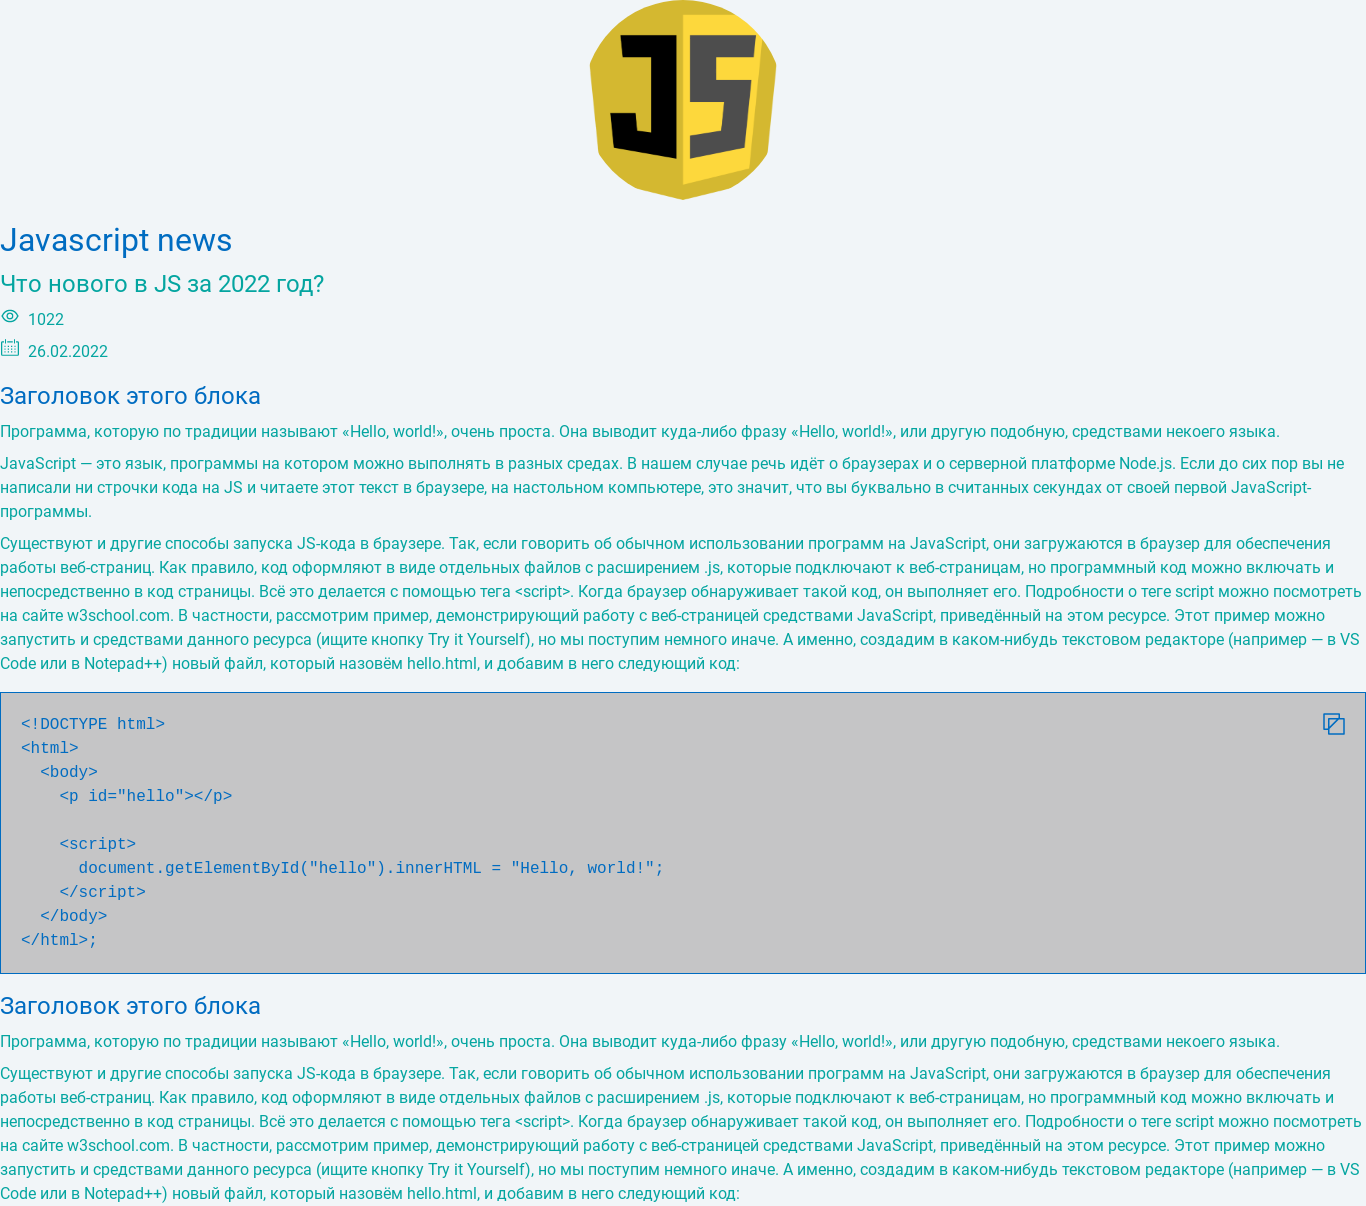 JS
Javascript news
Что нового в JS за 2022 год?
1022
26.02.2022
Заголовок этого блока
Программа, которую по традиции называют «Hello, world!», очень проста. Она выводит куда-либо фразу «Hello, world!», или другую подобную, средствами некоего языка.
JavaScript — это язык, программы на котором можно выполнять в разных средах. В нашем случае речь идёт о браузерах и о серверной платформе Node.js. Если до сих пор вы не
написали ни строчки кода на JS и читаете этот текст в браузере, на настольном компьютере, это значит, что вы буквально в считанных секундах от своей первой JavaScript-
программы.
Существуют и другие способы запуска JS-кода в браузере. Так, если говорить об обычном использовании программ на JavaScript, они загружаются в браузер для обеспечения
работы веб-страниц. Как правило, код оформляют в виде отдельных файлов с расширением .js, которые подключают к веб-страницам, но программный код можно включать и
непосредственно в код страницы. Всё это делается с помощью тега <script>. Когда браузер обнаруживает такой код, он выполняет его. Подробности о теге script можно посмотреть
на сайте w3school.com. В частности, рассмотрим пример, демонстрирующий работу с веб-страницей средствами JavaScript, приведённый на этом ресурсе. Этот пример можно
запустить и средствами данного ресурса (ищите кнопку Try it Yourself), но мы поступим немного иначе. А именно, создадим в каком-нибудь текстовом редакторе (например — в VS
Code или в Notepad++) новый файл, который назовём hello.html, и добавим в него следующий код:
<!DOCTYPE html>
<html>
  <body>
    <p id="hello"></p>
    <script>
      document.getElementById("hello").innerHTML = "Hello, world!";
    </script>
  </body>
</html>;
Заголовок этого блока
Программа, которую по традиции называют «Hello, world!», очень проста. Она выводит куда-либо фразу «Hello, world!», или другую подобную, средствами некоего языка.
Существуют и другие способы запуска JS-кода в браузере. Так, если говорить об обычном использовании программ на JavaScript, они загружаются в браузер для обеспечения
работы веб-страниц. Как правило, код оформляют в виде отдельных файлов с расширением .js, которые подключают к веб-страницам, но программный код можно включать и
непосредственно в код страницы. Всё это делается с помощью тега <script>. Когда браузер обнаруживает такой код, он выполняет его. Подробности о теге script можно посмотреть
на сайте w3school.com. В частности, рассмотрим пример, демонстрирующий работу с веб-страницей средствами JavaScript, приведённый на этом ресурсе. Этот пример можно
запустить и средствами данного ресурса (ищите кнопку Try it Yourself), но мы поступим немного иначе. А именно, создадим в каком-нибудь текстовом редакторе (например — в VS
Code или в Notepad++) новый файл, который назовём hello.html, и добавим в него следующий код: